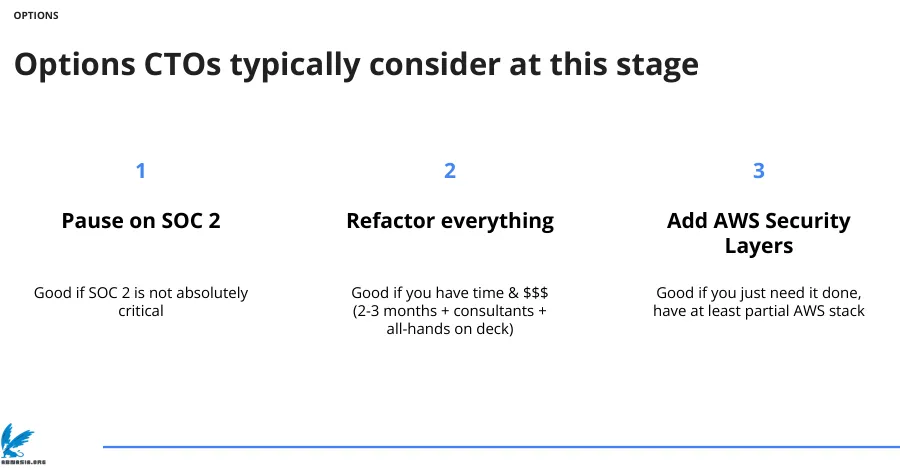 OPTIONS
Options CTOs typically consider at this stage
1
Pause on SOC 2
Good if SOC 2 is not absolutely
critical
2
Refactor everything
Good if you have time & $$$
(2-3 months + consultants +
all-hands on deck)
3
Add AWS Security
Layers
Good if you just need it done,
have at least partial AWS stack